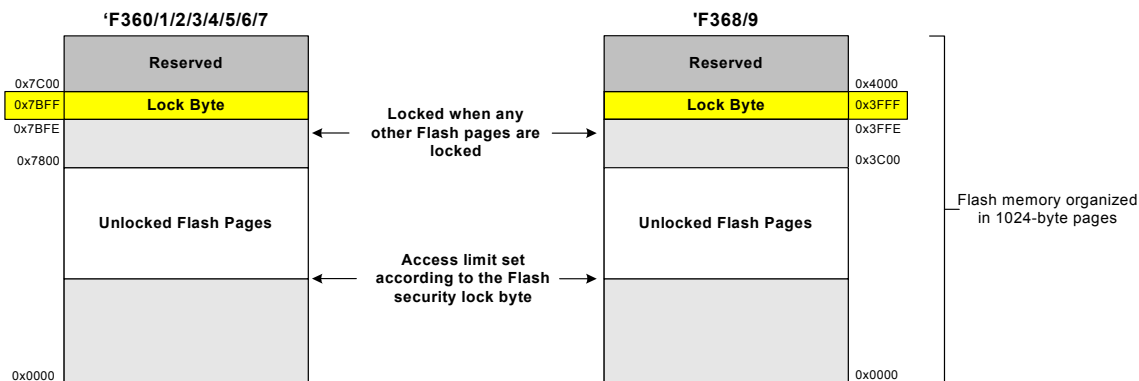 ‘F360/1/2/3/4/5/6/7
Reserved
0x7C00
0x7BFF
Lock Byte
0x7BFE
0x7800
Unlocked Flash Pages
0x0000
Locked when any
other Flash pages are
locked
Access limit set
according to the Flash
security lock byte
'F368/9
Reserved
0x4000
Lock Byte
0x3FFF
0x3FFE
0x3C00
Unlocked Flash Pages
0x0000
Flash memory organized
in 1024-byte pages